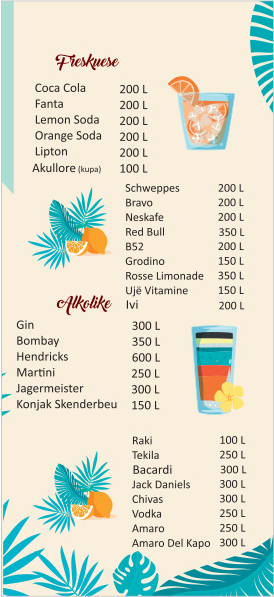 Freskuese
Coca Cola 200 L
Fanta 200 L
Lemon Soda 200 L
Orange Soda 200 L
Lipton 200 L
Akullore (kupa) 100 L
Schweppes 200 L
Bravo 200 L
Neskafe 200 L
Red Bull 350 L
B52 200 L
Grodino 150 L
Rosse Limonade 350 L
Ujë Vitamine 150 L
Ivi 200 L
Alkolike
Gin 300 L
Bombay 350 L
Hendricks 600 L
Martini 250 L
Jagermeister 300 L
Konjak Skenderbeu 150 L
Raki 100 L
Tekila 250 L
Bacardi 300 L
Jack Daniels 300 L
Chivas 300 L
Vodka 250 L
Amaro 250 L
Amaro Del Kapo 300 L